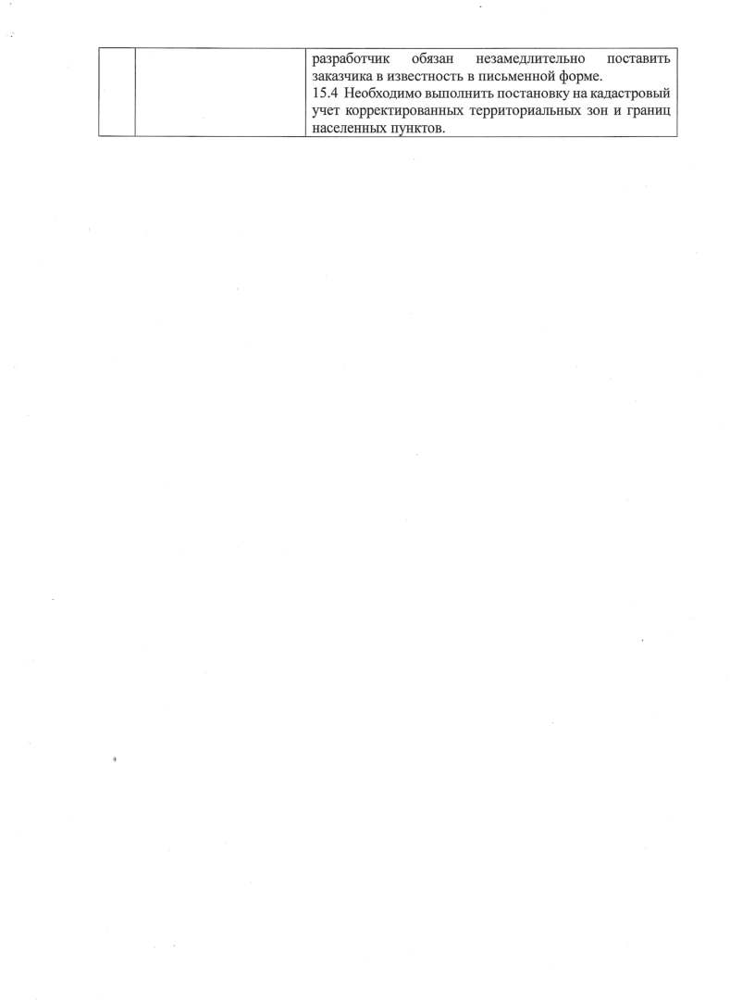 разработчик обязан незамедлительно поставить
заказчика в известность в письменной форме.
15.4 Необходимо выполнить постановку на кадастровый
учет корректированных территориальных зон и границ
населенных пунктов.